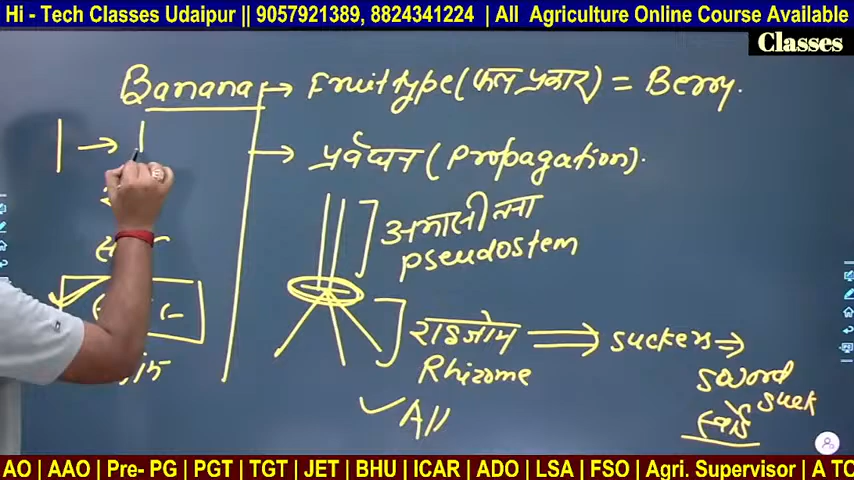 Hi - Tech Classes Udaipur || 9057921389, 8824341224 | All Agriculture Online Course Available
Classes
Banana → Fruit type (फल प्रकार) = Berry.
→ प्रवर्धन (Propagation).
आभासी तना
pseudostem
राइजोम ⇒ suckers ⇒
Rhizome
sword
suck
✓ All
AO | AAO | Pre- PG | PGT | TGT | JET | BHU | ICAR | ADO | LSA | FSO | Agri. Supervisor | A TO